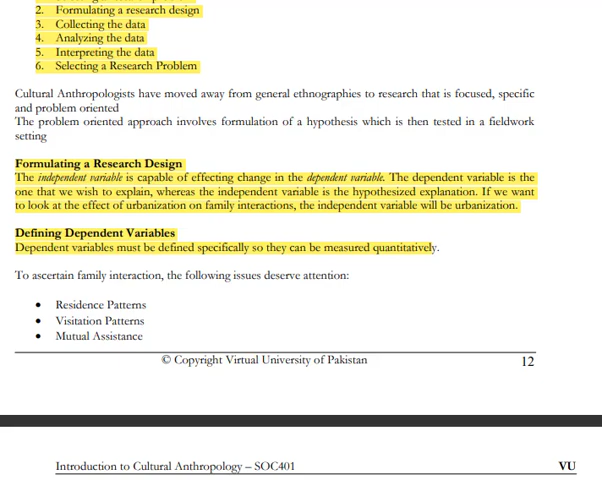 2. Formulating a research design
3. Collecting the data
4. Analyzing the data
5. Interpreting the data
6. Selecting a Research Problem
Cultural Anthropologists have moved away from general ethnographies to research that is focused, specific
and problem oriented
The problem oriented approach involves formulation of a hypothesis which is then tested in a fieldwork
setting
Formulating a Research Design
The independent variable is capable of effecting change in the dependent variable. The dependent variable is the
one that we wish to explain, whereas the independent variable is the hypothesized explanation. If we want
to look at the effect of urbanization on family interactions, the independent variable will be urbanization.
Defining Dependent Variables
Dependent variables must be defined specifically so they can be measured quantitatively.
To ascertain family interaction, the following issues deserve attention:
• Residence Patterns
• Visitation Patterns
• Mutual Assistance
© Copyright Virtual University of Pakistan 12
Introduction to Cultural Anthropology – SOC401 VU